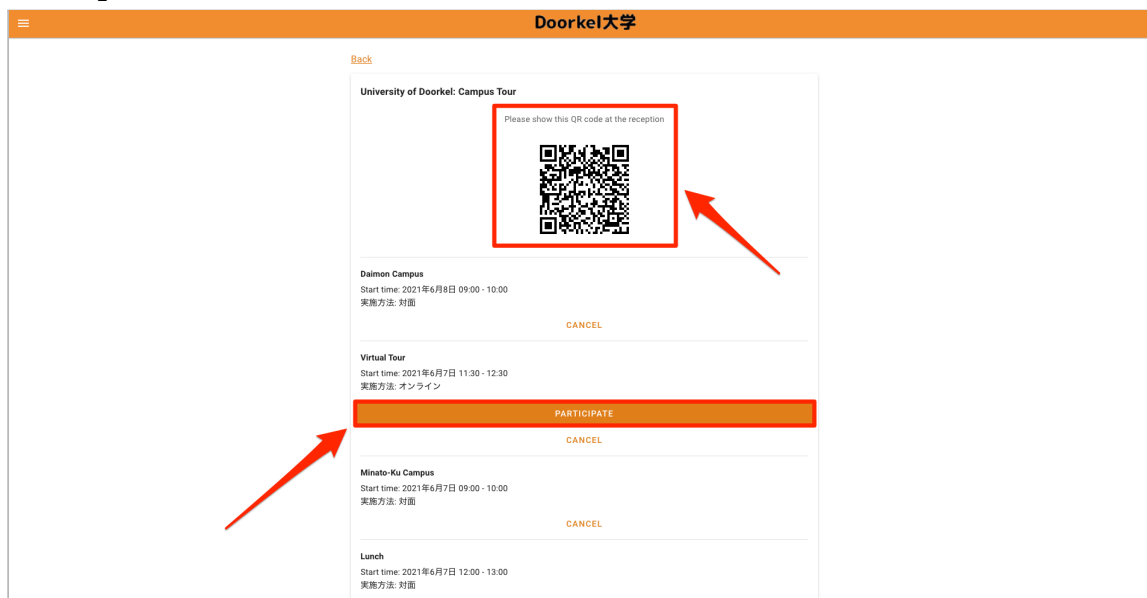 Doorkel大学
Back
University of Doorkel: Campus Tour
Please show this QR code at the reception
Daimon Campus
Start time: 2021年6月8日 09:00 - 10:00
実施方法: 対面
CANCEL
Virtual Tour
Start time: 2021年6月7日 11:30 - 12:30
実施方法: オンライン
PARTICIPATE
CANCEL
Minato-Ku Campus
Start time: 2021年6月7日 09:00 - 10:00
実施方法: 対面
CANCEL
Lunch
Start time: 2021年6月7日 12:00 - 13:00
実施方法: 対面